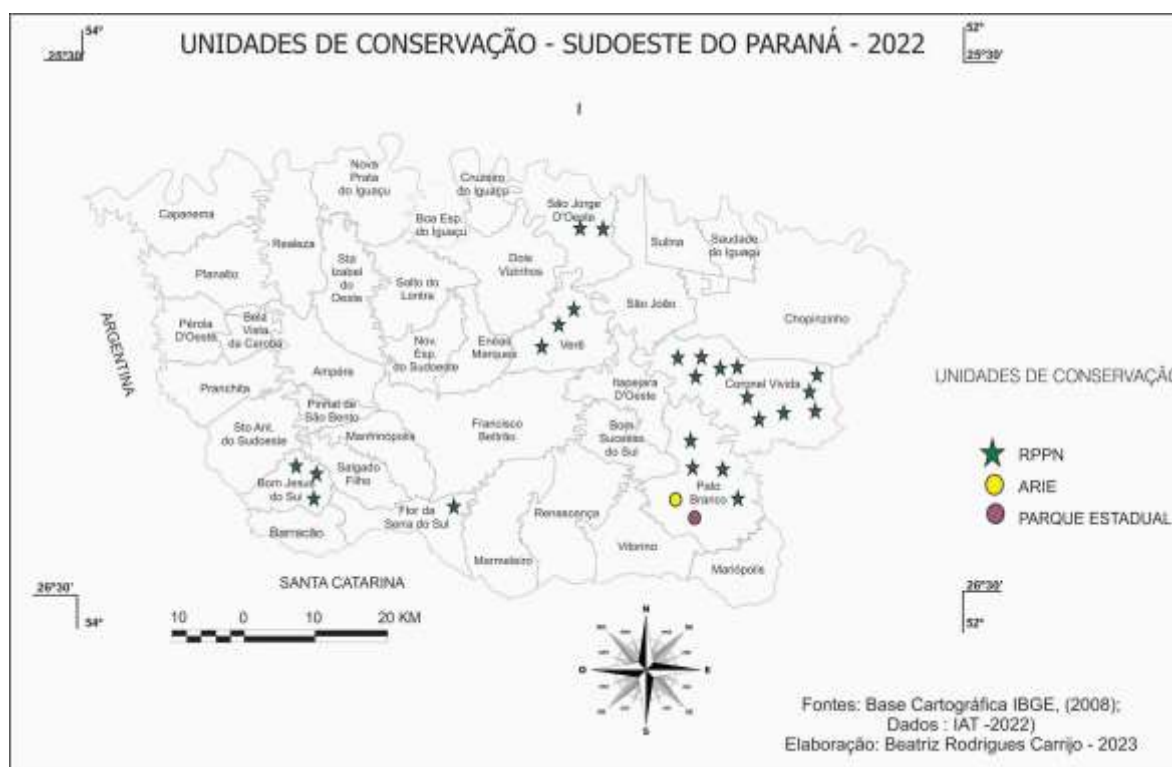 54°
25°30'
UNIDADES DE CONSERVAÇÃO - SUDOESTE DO PARANÁ - 2022
52°
25°30'
Nova
Prata
do Iguaçu
Cruzeiro
do Iguaçu
São Jorge
D'Oeste
Capanema
Boa Esp.
do Iguaçu
Realeza
Sulina
Saudade
do Iguaçu
Dois
Vizinhos
Planalto
Sta
Izabel
do
Oeste
Salto do
Lontra
São João
Chopinzinho
ARGENTINA
Pérola
D'Oeste
Bela
Vista
da Caroba
Nov.
Esp.
do Sudoeste
Enéas
Marques
Verê
Ampére
Pranchita
Coronel Vivida
Itapejara
D'Oeste
UNIDADES DE CONSERVAÇÃO
Pinhal de
São Bento
Sto Ant.
do Sudoeste
Manfrinópolis
Francisco
Beltrão
Bom
Sucesso
do Sul
RPPN
Salgado
Filho
Bom Jesus
do Sul
Pato
Branco
ARIE
Flor da
Serra do Sul
Renascença
PARQUE ESTADUAL
Barracão
Vitorino
Marmeleiro
Mariópolis
SANTA CATARINA
26°30'
54°
26°30'
52°
10 0 10 20 KM
N
O E
S
Fontes: Base Cartográfica IBGE, (2008);
Dados : IAT -2022)
Elaboração: Beatriz Rodrigues Carrijo - 2023